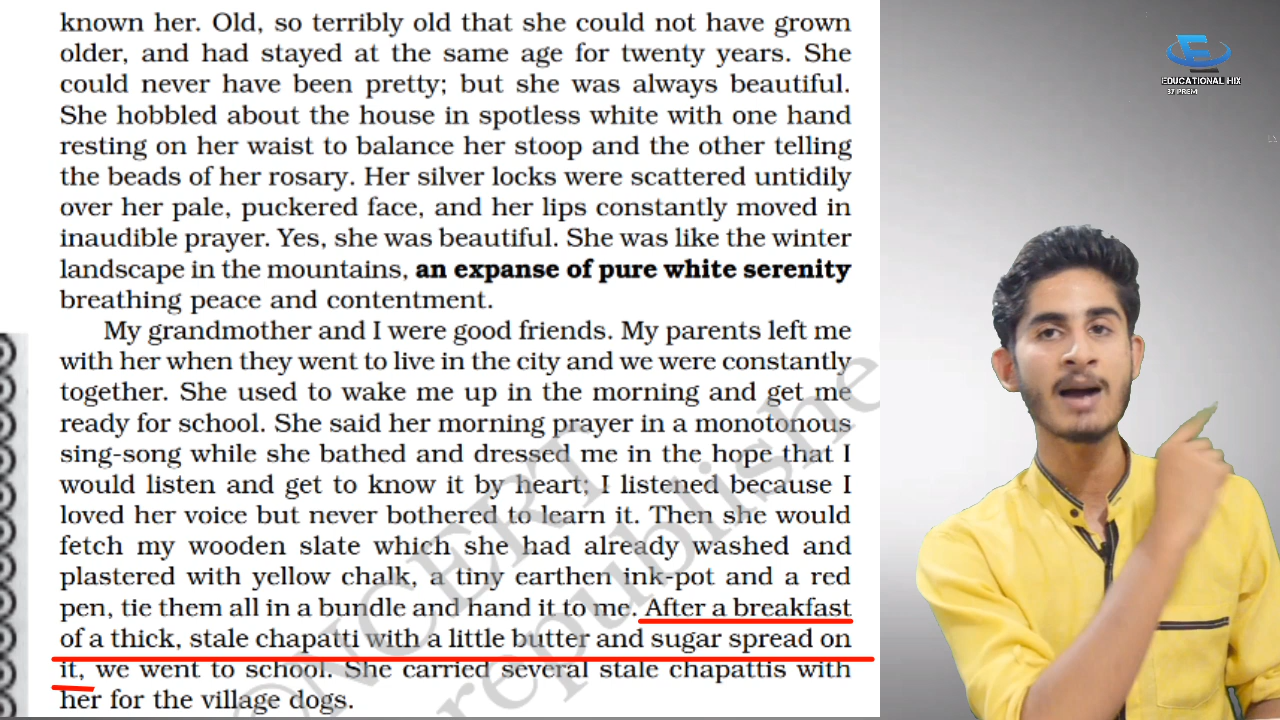 known her. Old, so terribly old that she could not have grown
older, and had stayed at the same age for twenty years. She
could never have been pretty; but she was always beautiful.
She hobbled about the house in spotless white with one hand
resting on her waist to balance her stoop and the other telling
the beads of her rosary. Her silver locks were scattered untidily
over her pale, puckered face, and her lips constantly moved in
inaudible prayer. Yes, she was beautiful. She was like the winter
landscape in the mountains, an expanse of pure white serenity
breathing peace and contentment.
My grandmother and I were good friends. My parents left me
with her when they went to live in the city and we were constantly
together. She used to wake me up in the morning and get me
ready for school. She said her morning prayer in a monotonous
sing-song while she bathed and dressed me in the hope that I
would listen and get to know it by heart; I listened because I
loved her voice but never bothered to learn it. Then she would
fetch my wooden slate which she had already washed and
plastered with yellow chalk, a tiny earthen ink-pot and a red
pen, tie them all in a bundle and hand it to me. After a breakfast
of a thick, stale chapatti with a little butter and sugar spread on
it, we went to school. She carried several stale chapattis with
her for the village dogs.
NCERT
republishe
EDUCATIONAL HIX
BY PREM